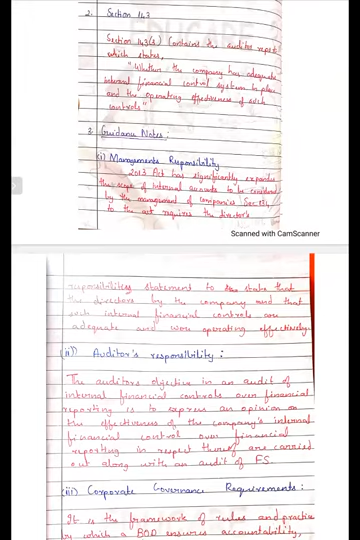 2. Section 143
Section 143(3) Contains the auditor report
which states,
"Whether the company has adequate
internal financial control system in place
and the operating effectiveness of such
controls"
3. Guidance Notes:
(i) Managements Responsibility
2013 Act has significantly expanded
the scope of internal to be considered
by the management of companies Sec 134
to the act requires the director's
Scanned with CamScanner
responsibility statement to state that
the directors by the company and that
such internal financial controls are
adequate and were operating effectively.
(ii) Auditor's responsibility:
The auditors objective in an audit of
internal financial controls over financial
reporting is to express an opinion on
the effectiveness of the company's internal
financial control over financial
reporting in respect thereof are carried
out along with an audit of FS
(iii) Corporate Governance Requirements:
It is the framework of rules and practice
by which a BOD ensures accountability,